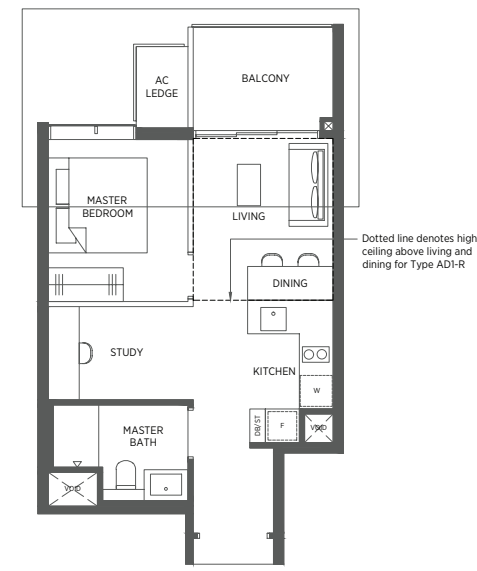 AC
LEDGE
BALCONY
MASTER
BEDROOM
LIVING
Dotted line denotes high
ceiling above living and
dining for Type AD1-R
DINING
STUDY
KITCHEN
W
DB/ST
F
VOID
MASTER
BATH
VOID